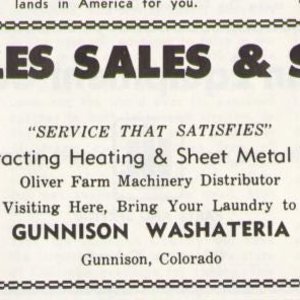 lands in America for you.
LES SALES & S
"SERVICE THAT SATISFIES"
racting Heating & Sheet Metal
Oliver Farm Machinery Distributor
Visiting Here, Bring Your Laundry to
GUNNISON WASHATERIA
Gunnison, Colorado